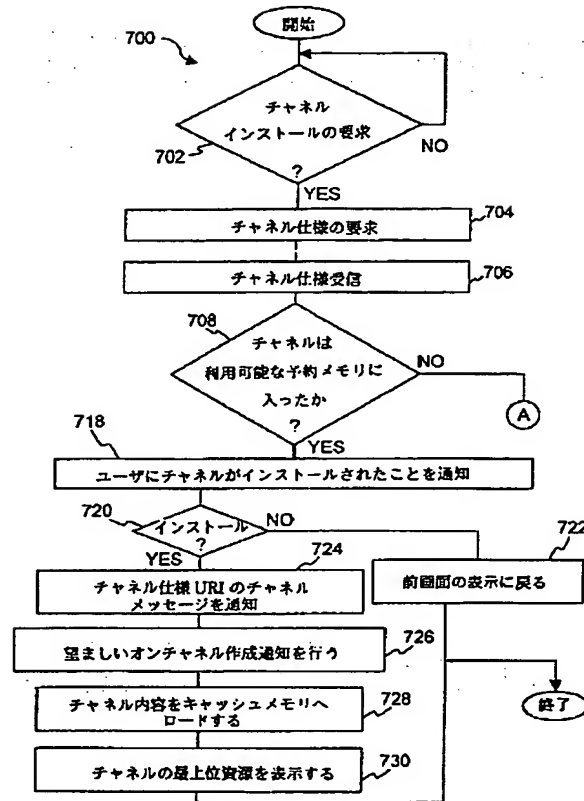 開始
700
チャネル
インストールの要求
702
?
NO
YES
チャネル仕様の要求
704
チャネル仕様受信
706
708
チャネルは
利用可能な予約メモリに
入ったか
?
NO
A
YES
718
ユーザにチャネルがインストールされたことを通知
720
インストール
?
NO
YES
722
前画面の表示に戻る
724
チャネル仕様 URI のチャネル
メッセージを通知
望ましいオンチャネル作成通知を行う
726
チャネル内容をキャッシュメモリへ
ロードする
728
終了
チャネルの最上位資源を表示する
730